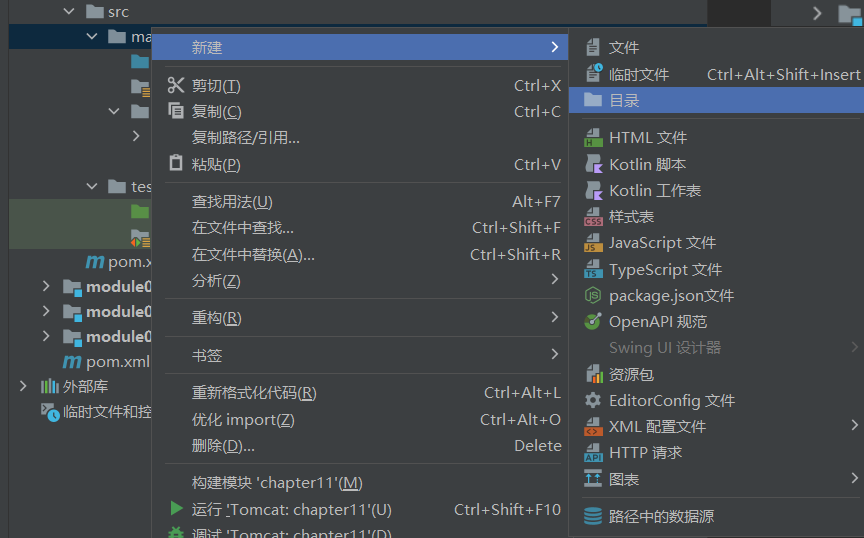 src
ma
tes
pom.x
module0
module0
module0
pom.xml
外部库
临时文件和控
新建
剪切(T) Ctrl+X
复制(C) Ctrl+C
复制路径/引用...
粘贴(P) Ctrl+V
查找用法(U) Alt+F7
在文件中查找... Ctrl+Shift+F
在文件中替换(A)... Ctrl+Shift+R
分析(Z)
重构(R)
书签
重新格式化代码(R) Ctrl+Alt+L
优化 import(Z) Ctrl+Alt+O
删除(D)... Delete
构建模块 'chapter11'(M)
运行 'Tomcat: chapter11'(U) Ctrl+Shift+F10
调试 'Tomcat: chapter11'(D)
文件
临时文件 Ctrl+Alt+Shift+Insert
目录
HTML 文件
Kotlin 脚本
Kotlin 工作表
样式表
JavaScript 文件
TypeScript 文件
package.json文件
OpenAPI 规范
Swing UI 设计器
资源包
EditorConfig 文件
XML 配置文件
HTTP 请求
图表
路径中的数据源